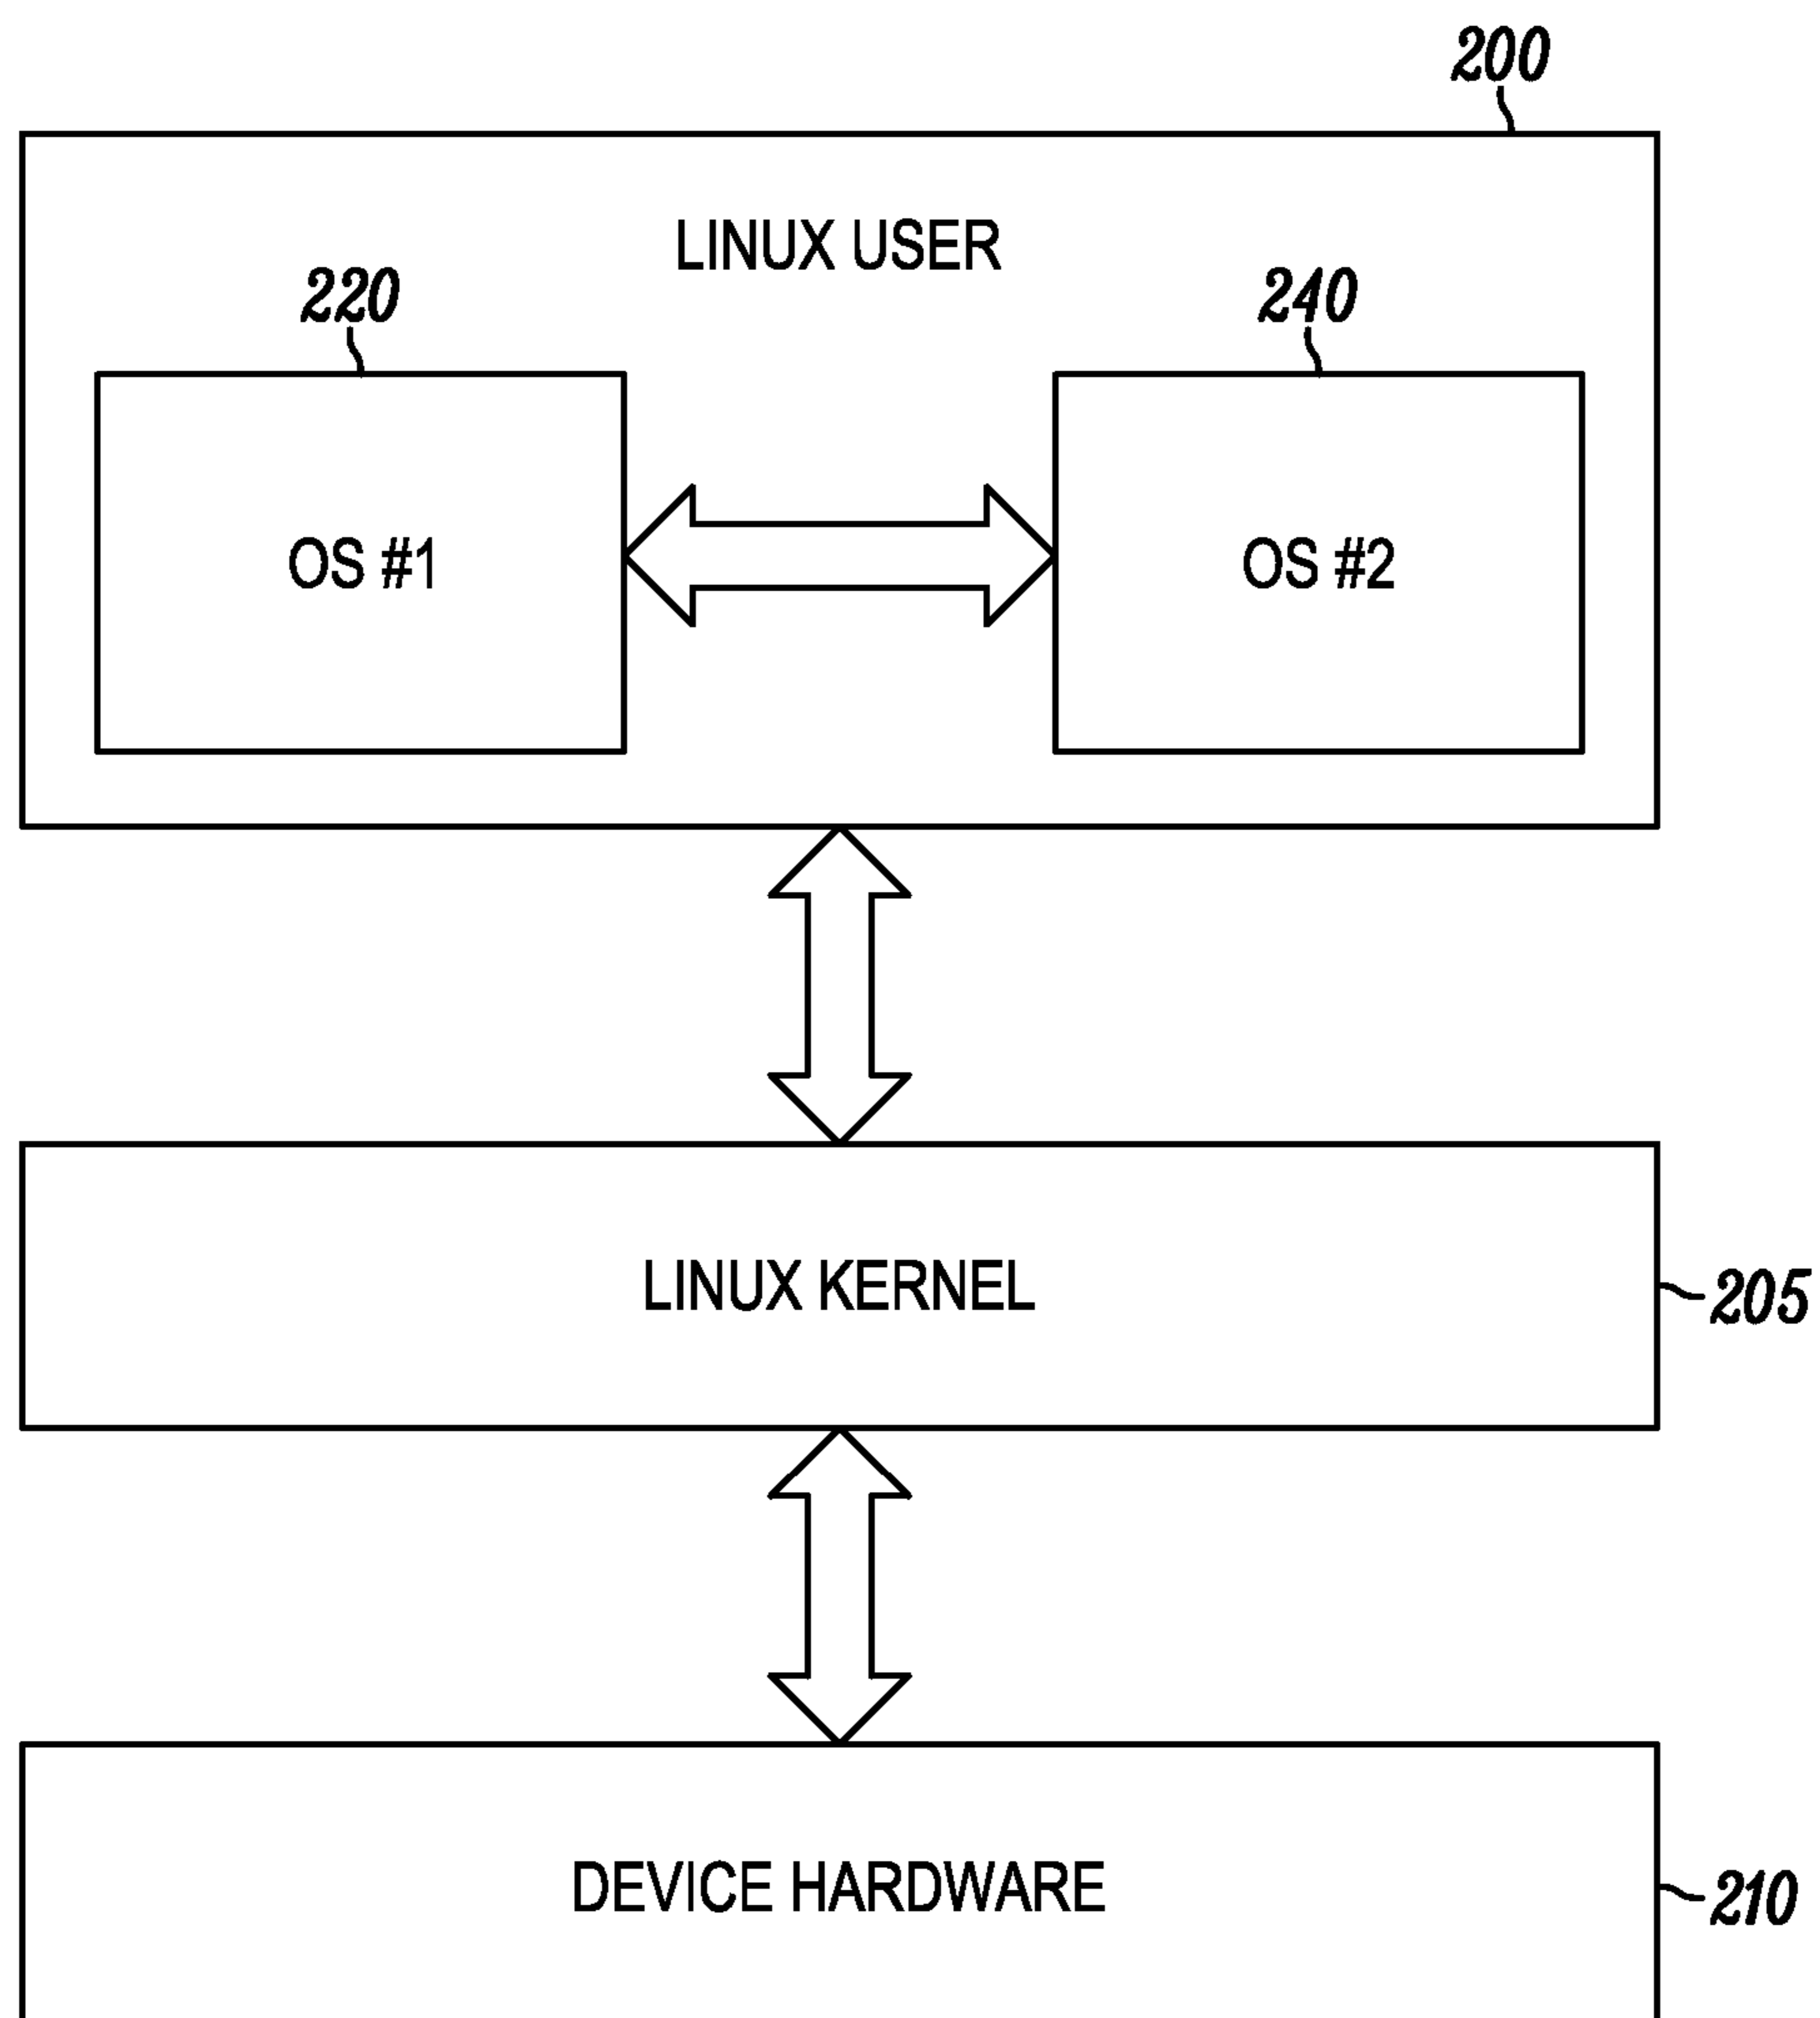 200
LINUX USER
220
240
OS #1
OS #2
LINUX KERNEL
205
DEVICE HARDWARE
210